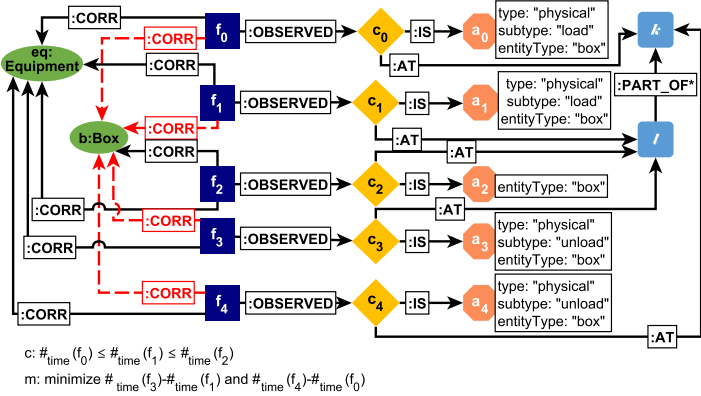 :CORR
f0
:OBSERVED
c0
:IS
a0
type: "physical"
subtype: "load"
entityType: "box"
k
:CORR
eq:
Equipment
:CORR
:AT
:PART_OF*
f1
:OBSERVED
c1
:IS
a1
type: "physical"
subtype: "load"
entityType: "box"
:CORR
b:Box
:CORR
:AT
:AT
l
f2
:OBSERVED
c2
:IS
a2
entityType: "box"
:CORR
:CORR
:AT
f3
:OBSERVED
c3
:IS
a3
type: "physical"
subtype: "unload"
entityType: "box"
:CORR
:CORR
f4
:OBSERVED
c4
:IS
a4
type: "physical"
subtype: "unload"
entityType: "box"
:CORR
:AT
c: #time(f0) ≤ #time(f1) ≤ #time(f2)
m: minimize #time(f3)-#time(f1) and #time(f4)-#time(f0)